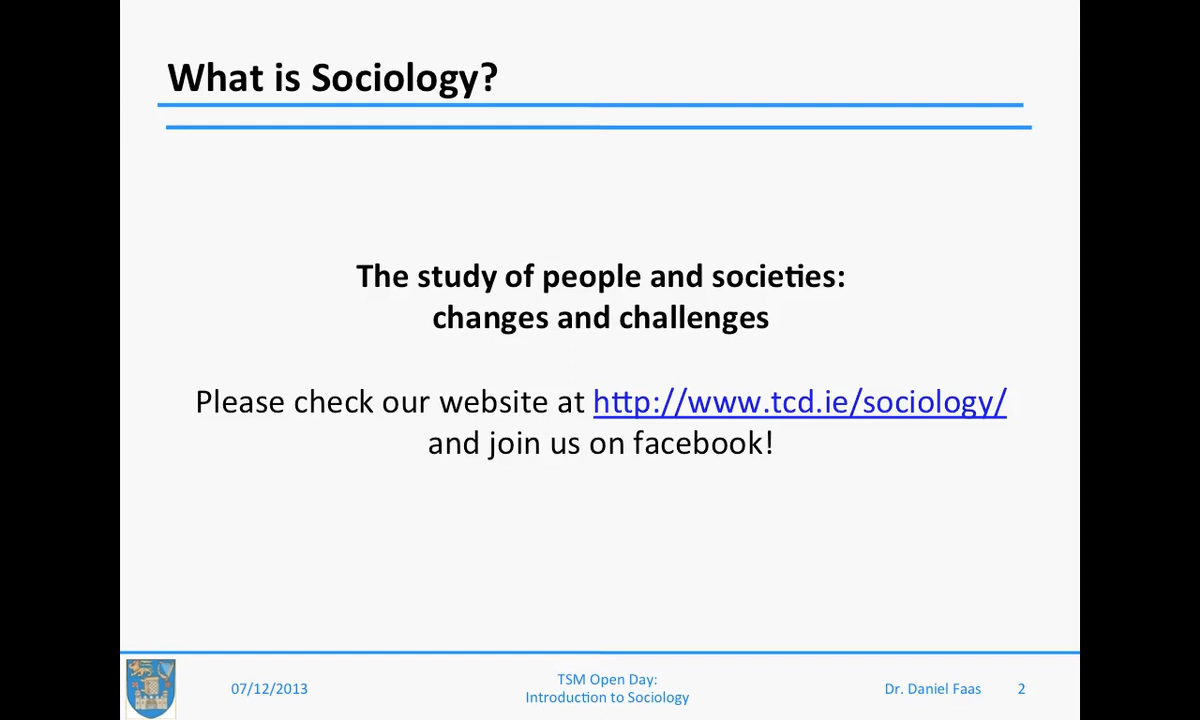 What is Sociology?
The study of people and societies:
changes and challenges
Please check our website at http://www.tcd.ie/sociology/
and join us on facebook!
07/12/2013
TSM Open Day:
Introduction to Sociology
Dr. Daniel Faas
2